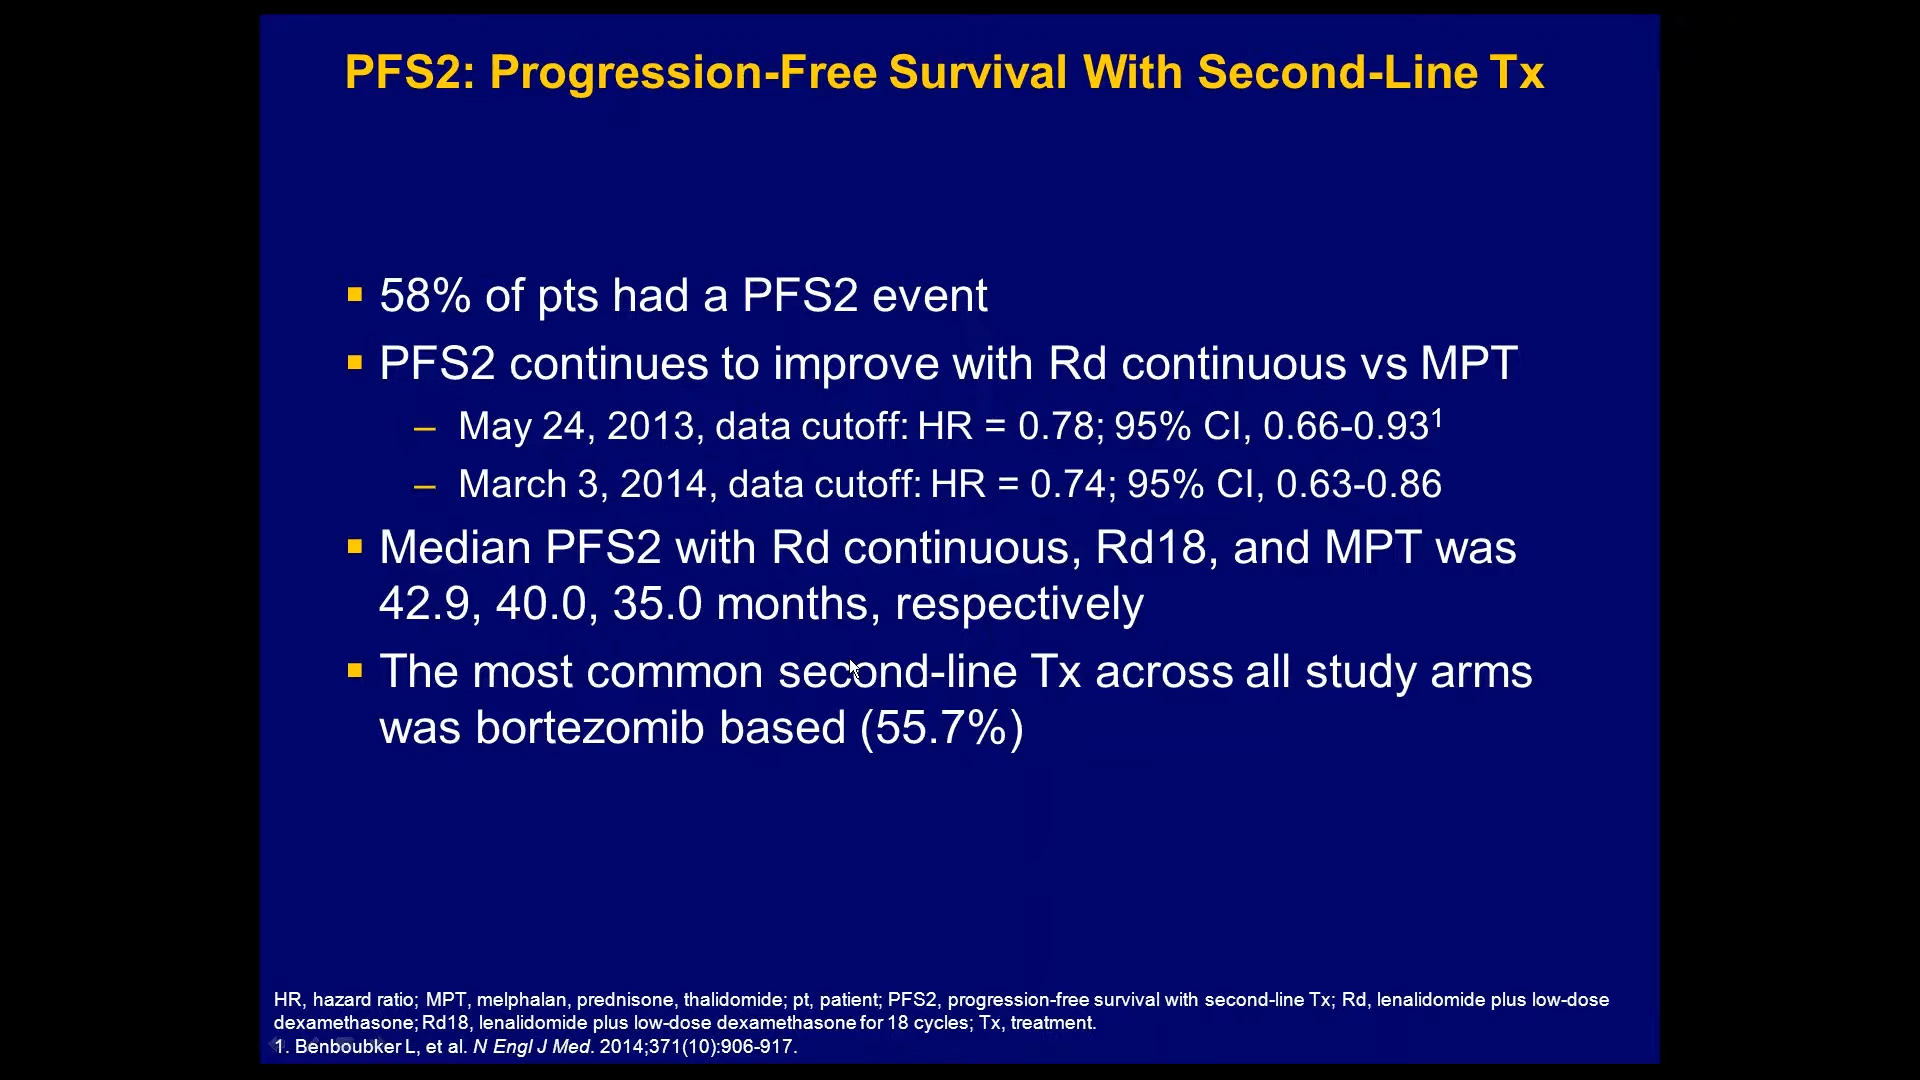 PFS2: Progression-Free Survival With Second-Line Tx
▪ 58% of pts had a PFS2 event
▪ PFS2 continues to improve with Rd continuous vs MPT
– May 24, 2013, data cutoff: HR = 0.78; 95% CI, 0.66-0.93¹
– March 3, 2014, data cutoff: HR = 0.74; 95% CI, 0.63-0.86
▪ Median PFS2 with Rd continuous, Rd18, and MPT was
42.9, 40.0, 35.0 months, respectively
▪ The most common second-line Tx across all study arms
was bortezomib based (55.7%)
HR, hazard ratio; MPT, melphalan, prednisone, thalidomide; pt, patient; PFS2, progression-free survival with second-line Tx; Rd, lenalidomide plus low-dose
dexamethasone; Rd18, lenalidomide plus low-dose dexamethasone for 18 cycles; Tx, treatment.
1. Benboubker L, et al. N Engl J Med. 2014;371(10):906-917.